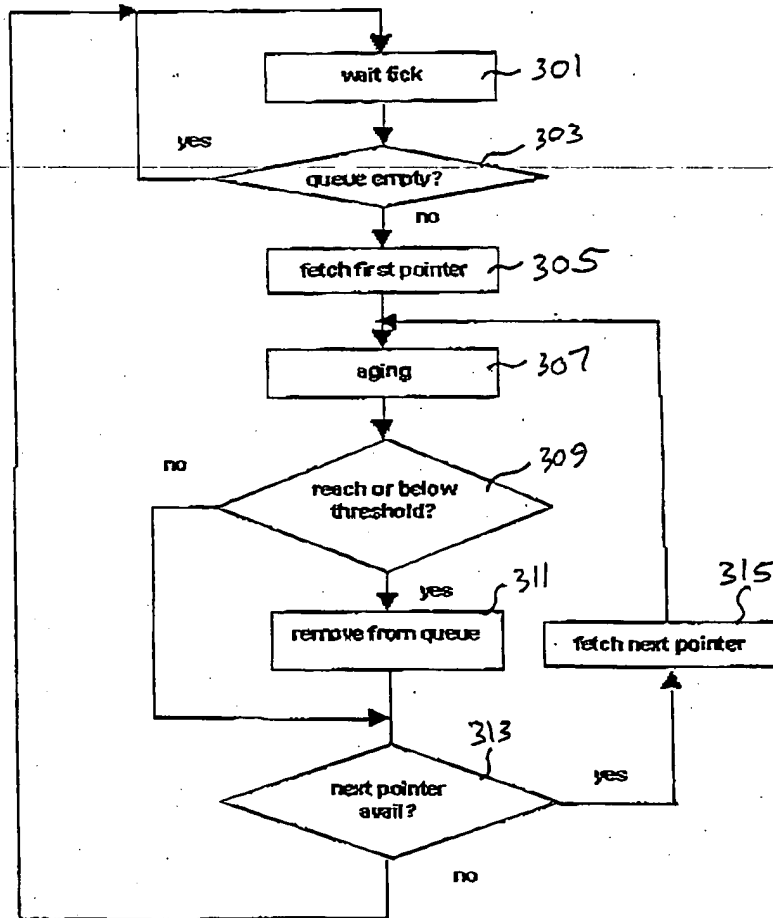 wait tick
301
yes
303
queue empty?
no
fetch first pointer
305
aging
307
no
309
reach or below
threshold?
yes
311
315
remove from queue
fetch next pointer
313
next pointer
avail?
yes
no